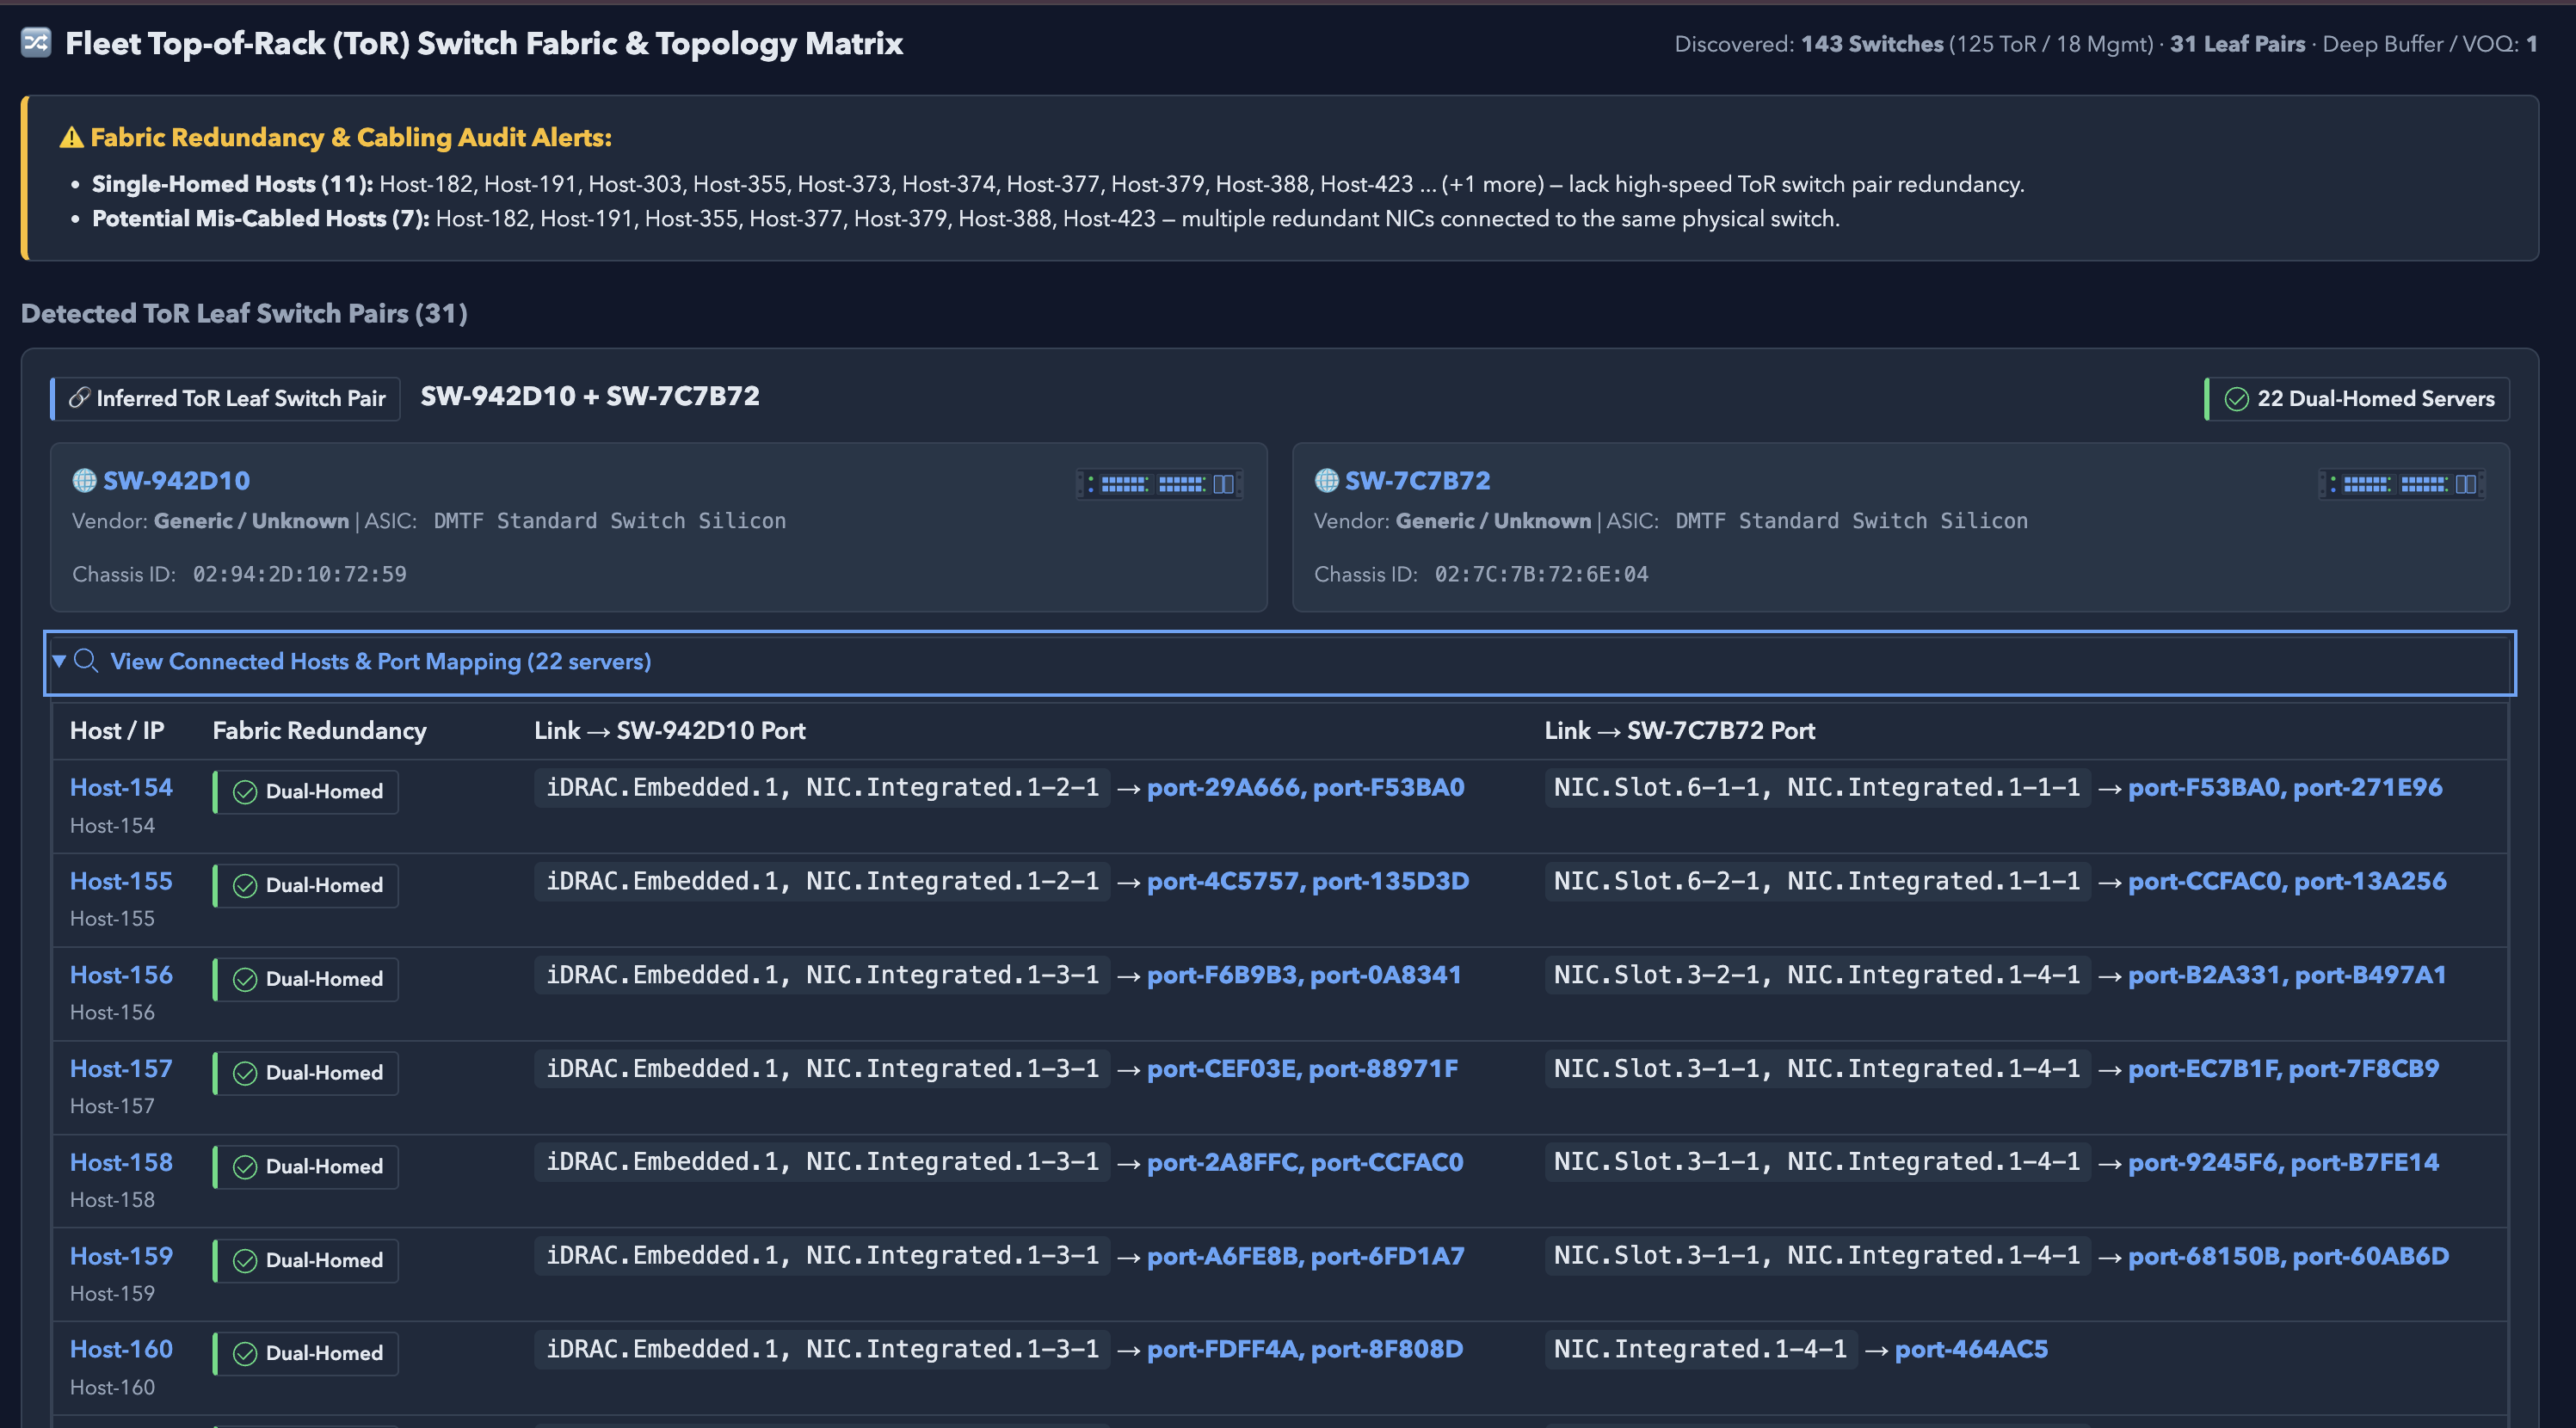 Fleet Top-of-Rack (ToR) Switch Fabric & Topology Matrix
Discovered: 143 Switches (125 ToR / 18 Mgmt) · 31 Leaf Pairs · Deep Buffer / VOQ: 1
Fabric Redundancy & Cabling Audit Alerts:
• Single-Homed Hosts (11): Host-182, Host-191, Host-303, Host-355, Host-373, Host-374, Host-377, Host-379, Host-388, Host-423 ... (+1 more) — lack high-speed ToR switch pair redundancy.
• Potential Mis-Cabled Hosts (7): Host-182, Host-191, Host-355, Host-377, Host-379, Host-388, Host-423 — multiple redundant NICs connected to the same physical switch.
Detected ToR Leaf Switch Pairs (31)
Inferred ToR Leaf Switch Pair SW-942D10 + SW-7C7B72
22 Dual-Homed Servers
SW-942D10
Vendor: Generic / Unknown | ASIC: DMTF Standard Switch Silicon
Chassis ID: 02:94:2D:10:72:59
SW-7C7B72
Vendor: Generic / Unknown | ASIC: DMTF Standard Switch Silicon
Chassis ID: 02:7C:7B:72:6E:04
▼ View Connected Hosts & Port Mapping (22 servers)
Host / IP Fabric Redundancy Link → SW-942D10 Port Link → SW-7C7B72 Port
Host-154 Dual-Homed iDRAC.Embedded.1, NIC.Integrated.1-2-1 → port-29A666, port-F53BA0 NIC.Slot.6-1-1, NIC.Integrated.1-1-1 → port-F53BA0, port-271E96
Host-154
Host-155 Dual-Homed iDRAC.Embedded.1, NIC.Integrated.1-2-1 → port-4C5757, port-135D3D NIC.Slot.6-2-1, NIC.Integrated.1-1-1 → port-CCFAC0, port-13A256
Host-155
Host-156 Dual-Homed iDRAC.Embedded.1, NIC.Integrated.1-3-1 → port-F6B9B3, port-0A8341 NIC.Slot.3-2-1, NIC.Integrated.1-4-1 → port-B2A331, port-B497A1
Host-156
Host-157 Dual-Homed iDRAC.Embedded.1, NIC.Integrated.1-3-1 → port-CEF03E, port-88971F NIC.Slot.3-1-1, NIC.Integrated.1-4-1 → port-EC7B1F, port-7F8CB9
Host-157
Host-158 Dual-Homed iDRAC.Embedded.1, NIC.Integrated.1-3-1 → port-2A8FFC, port-CCFAC0 NIC.Slot.3-1-1, NIC.Integrated.1-4-1 → port-9245F6, port-B7FE14
Host-158
Host-159 Dual-Homed iDRAC.Embedded.1, NIC.Integrated.1-3-1 → port-A6FE8B, port-6FD1A7 NIC.Slot.3-1-1, NIC.Integrated.1-4-1 → port-68150B, port-60AB6D
Host-159
Host-160 Dual-Homed iDRAC.Embedded.1, NIC.Integrated.1-3-1 → port-FDFF4A, port-8F808D NIC.Integrated.1-4-1 → port-464AC5
Host-160